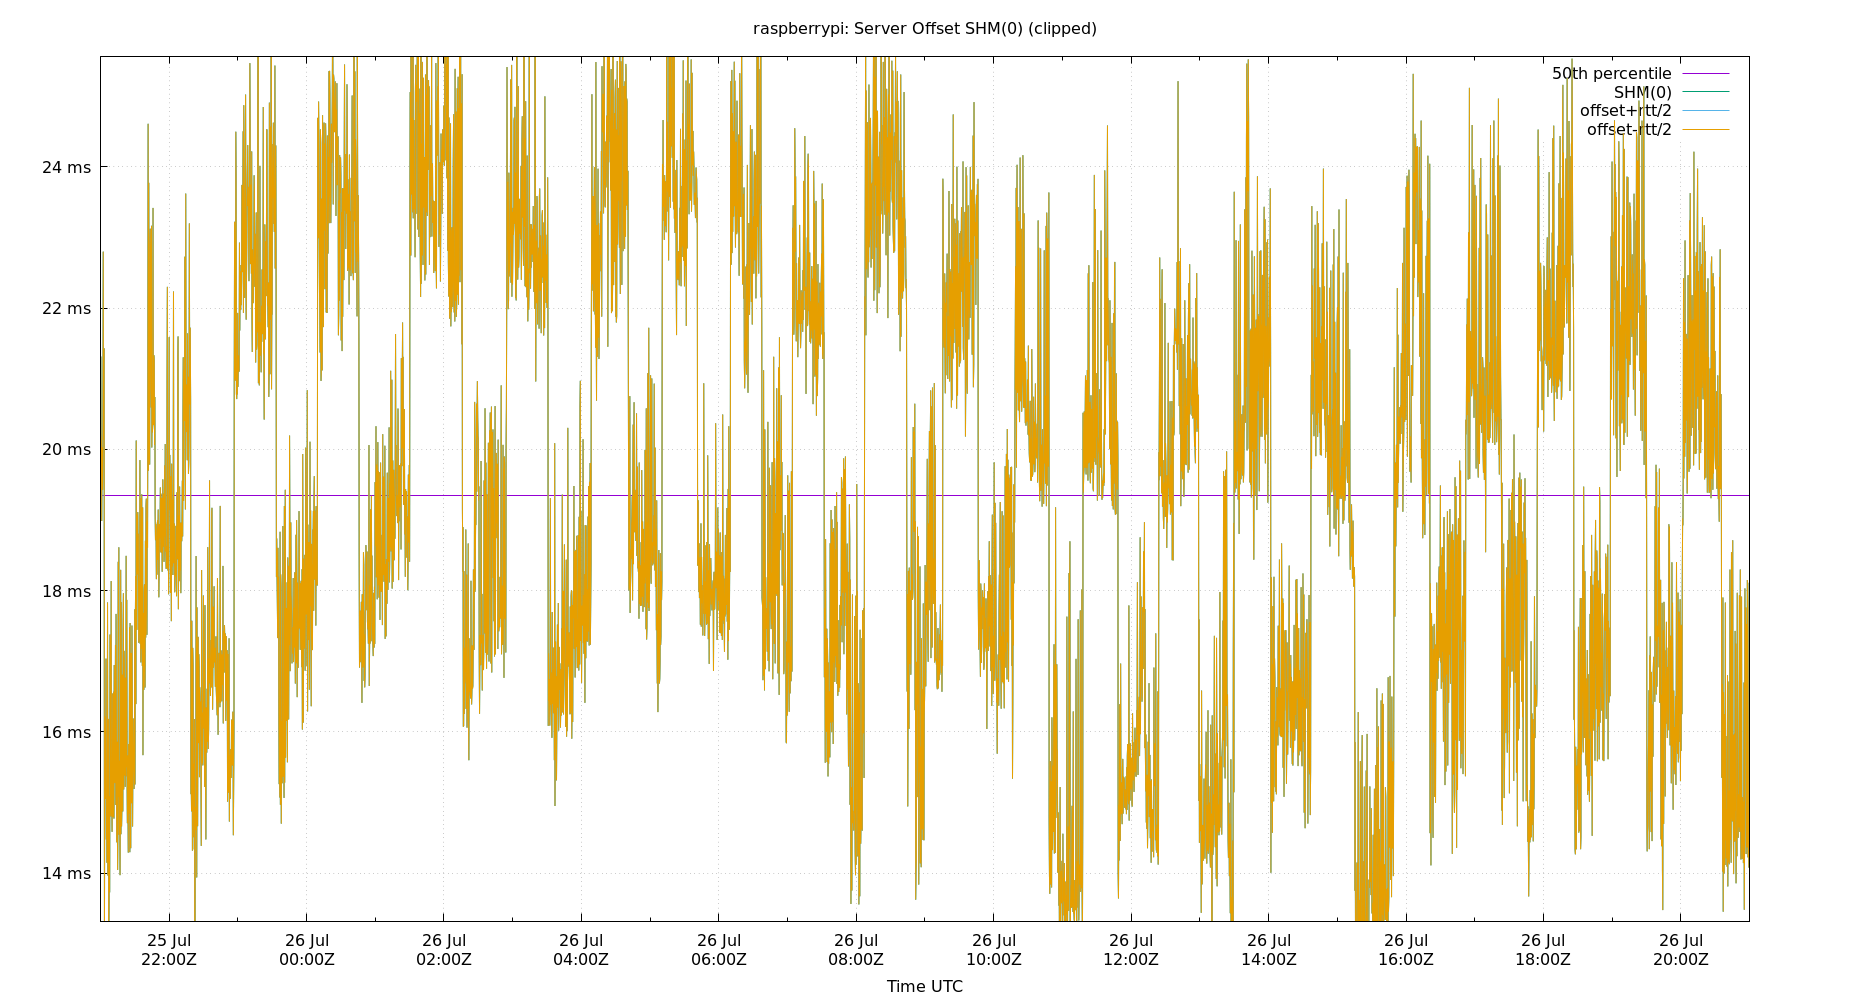 raspberrypi: Server Offset SHM(0) (clipped)
50th percentile
SHM(0)
offset+rtt/2
offset-rtt/2
24 ms
22 ms
20 ms
18 ms
16 ms
14 ms
25 Jul 26 Jul 26 Jul 26 Jul 26 Jul 26 Jul 26 Jul 26 Jul 26 Jul 26 Jul 26 Jul 26 Jul
22:00Z 00:00Z 02:00Z 04:00Z 06:00Z 08:00Z 10:00Z 12:00Z 14:00Z 16:00Z 18:00Z 20:00Z
Time UTC